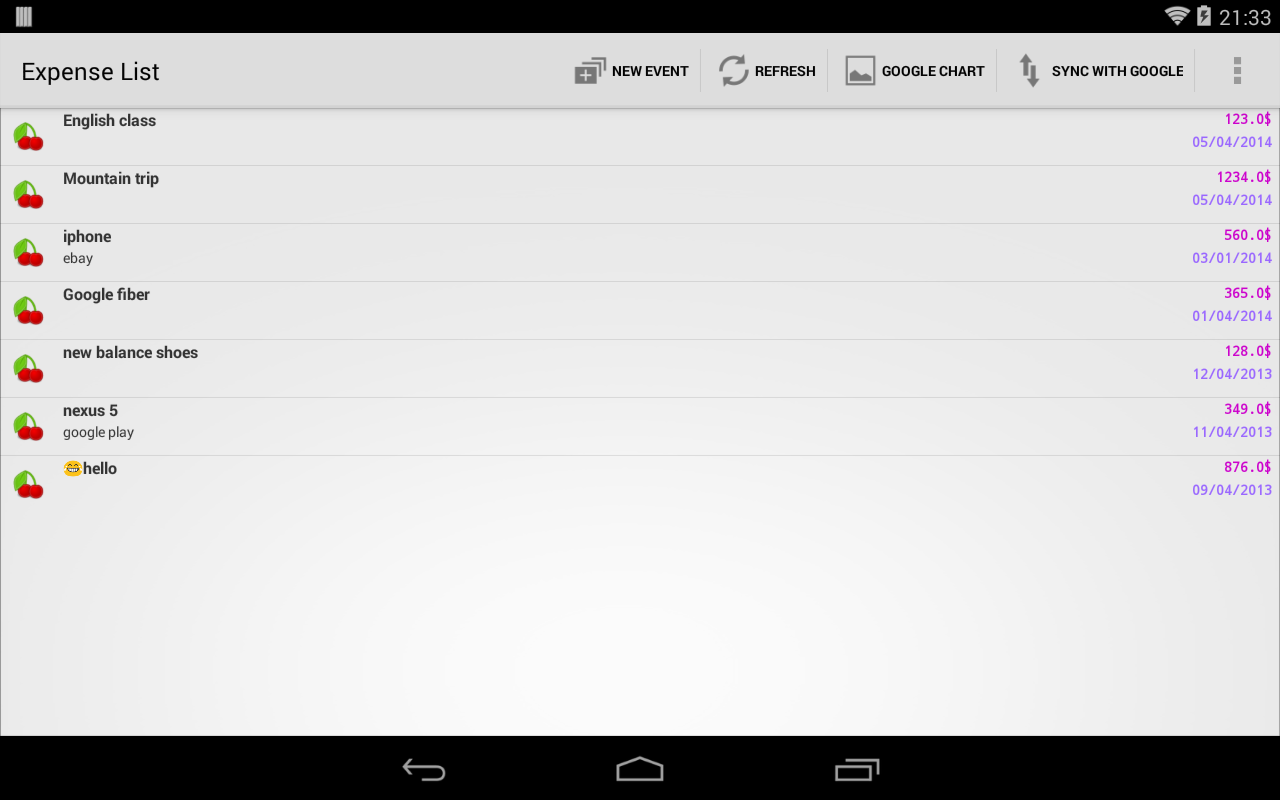 21:33
Expense List
NEW EVENT
REFRESH
GOOGLE CHART
SYNC WITH GOOGLE
English class
123.0$
05/04/2014
Mountain trip
1234.0$
05/04/2014
iphone
560.0$
ebay
03/01/2014
Google fiber
365.0$
01/04/2014
new balance shoes
128.0$
12/04/2013
nexus 5
349.0$
google play
11/04/2013
😁hello
876.0$
09/04/2013